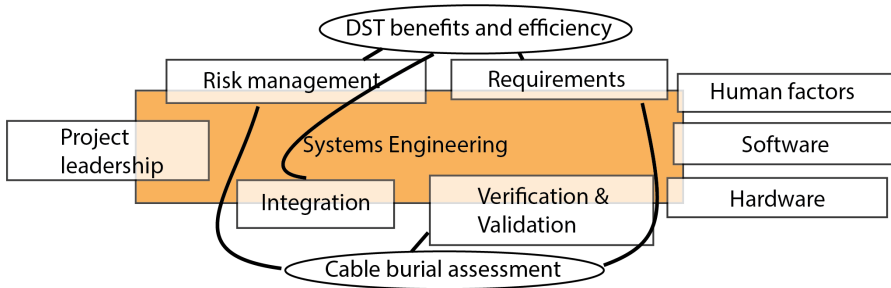 DST benefits and efficiency
Risk management
Requirements
Human factors
Project
leadership
Systems Engineering
Software
Integration
Verification &
Validation
Hardware
Cable burial assessment